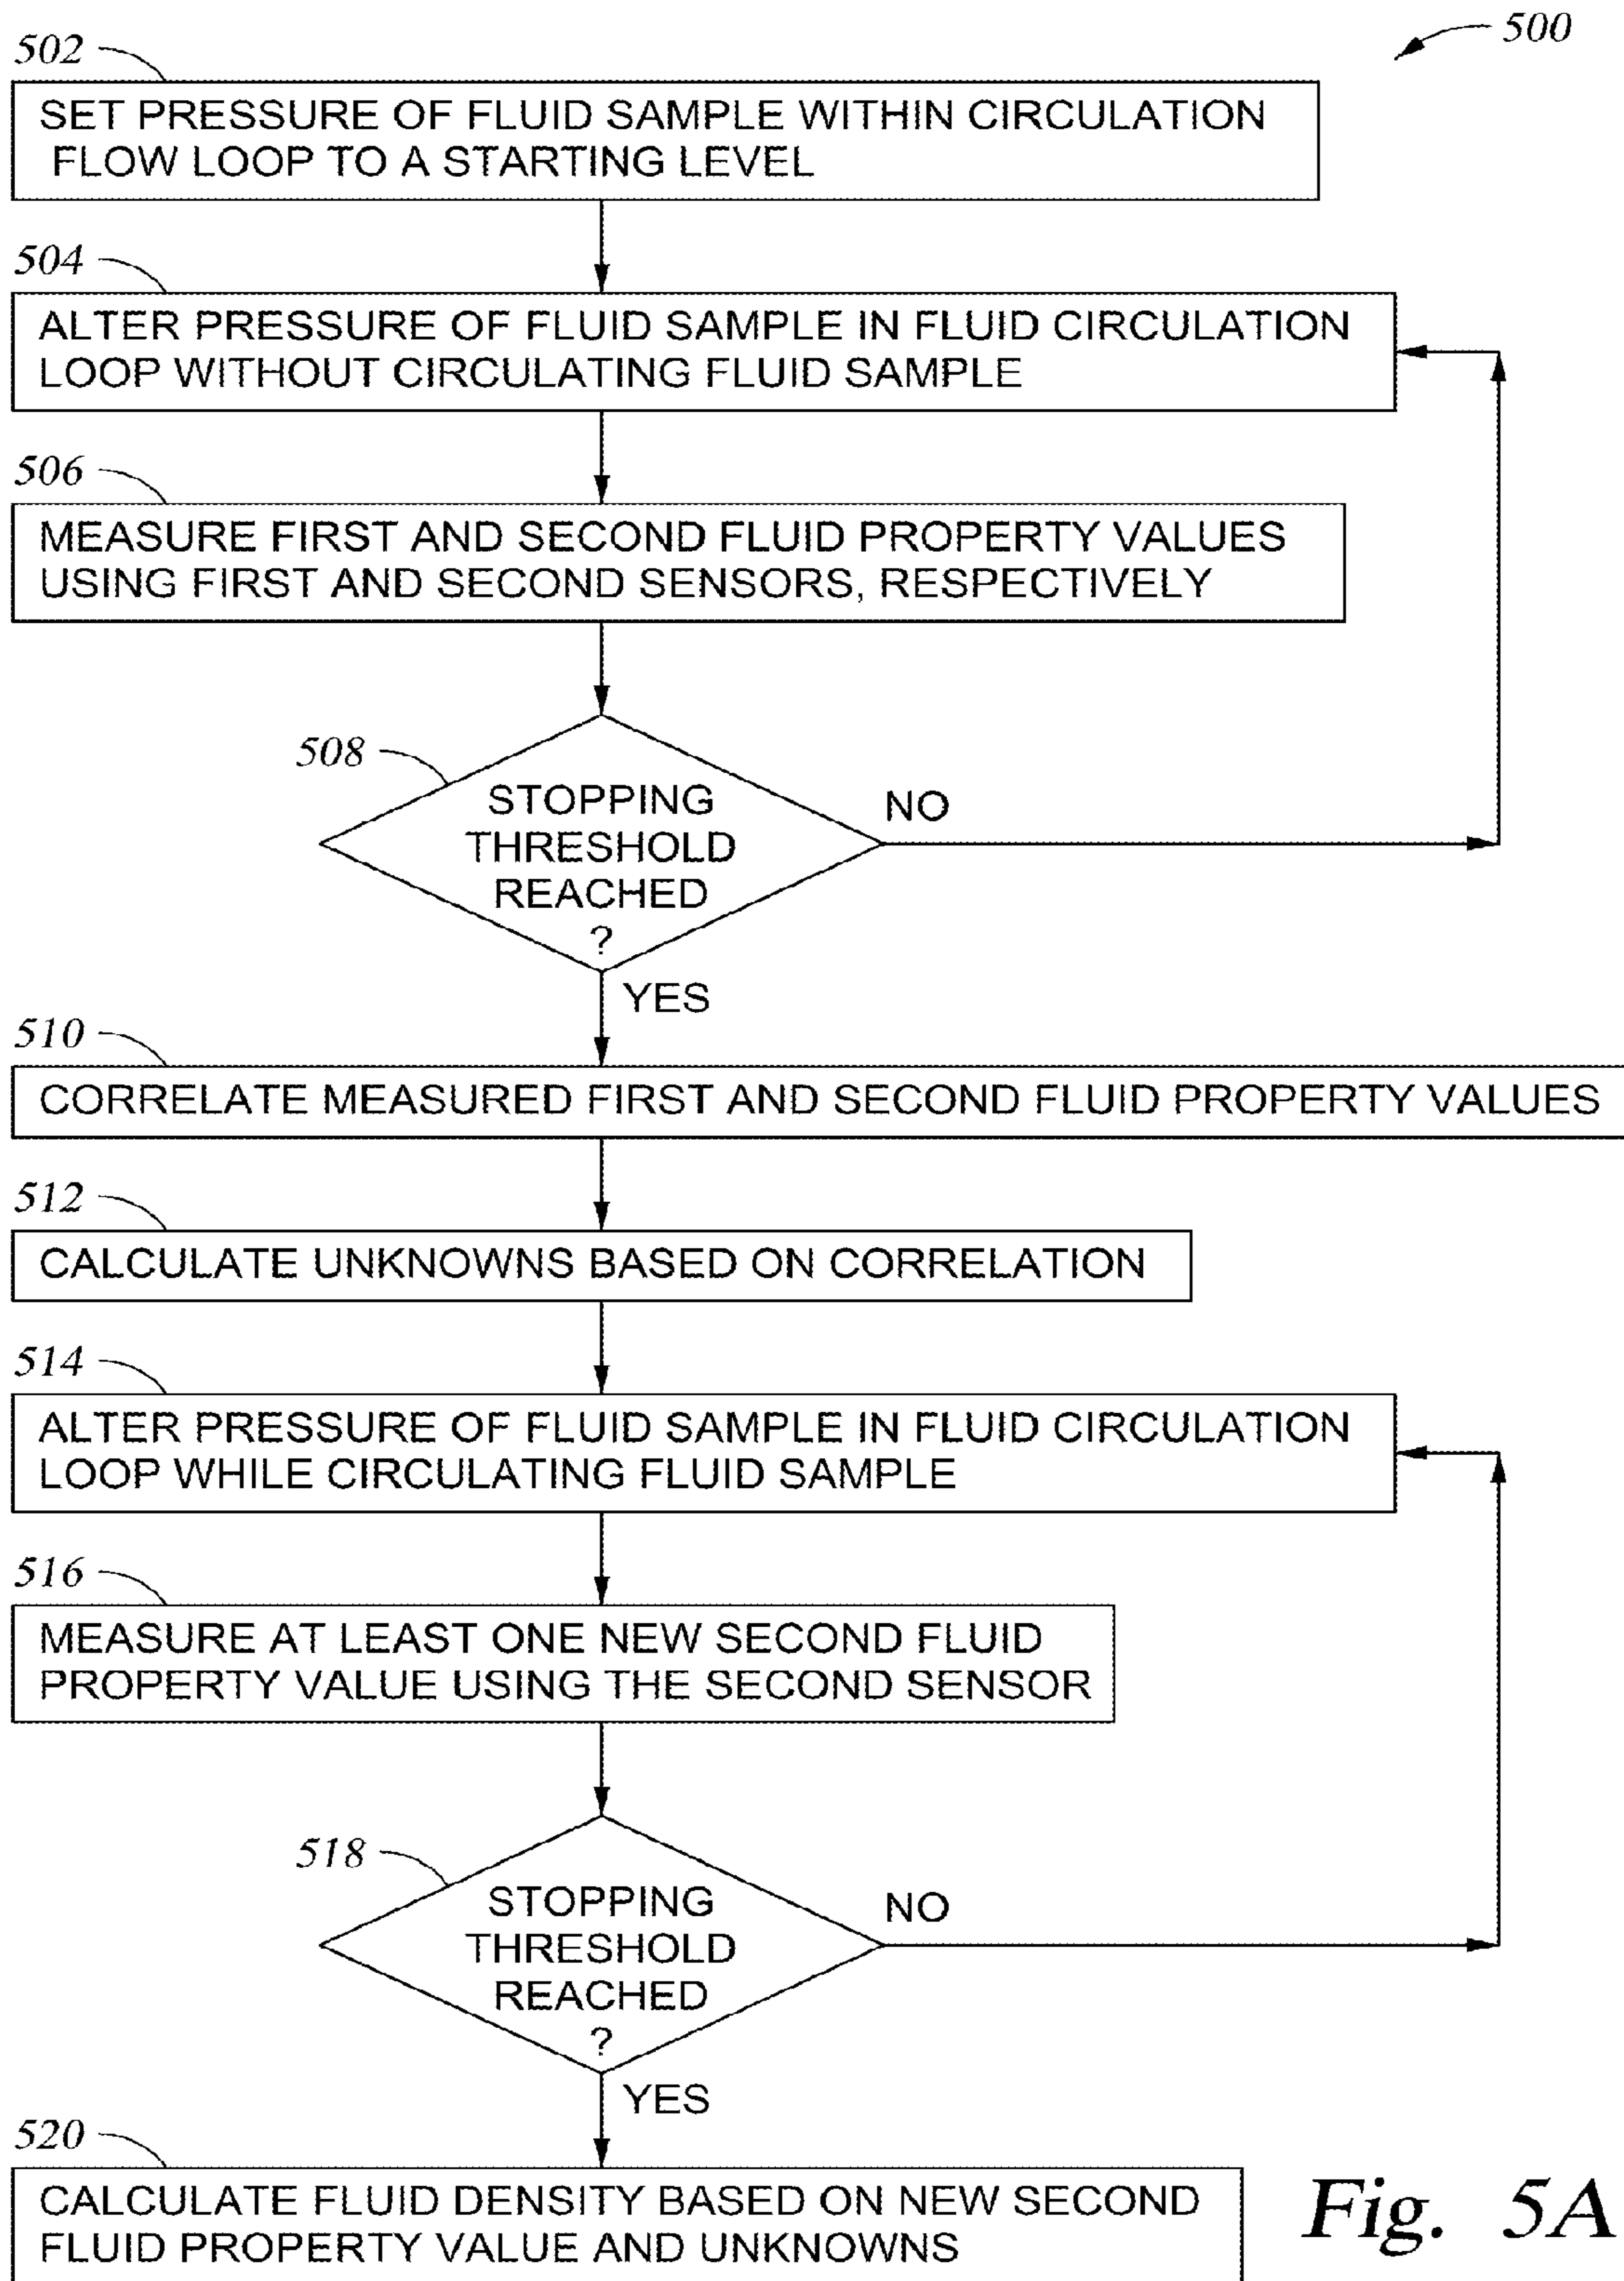 500
502
SET PRESSURE OF FLUID SAMPLE WITHIN CIRCULATION
FLOW LOOP TO A STARTING LEVEL
504
ALTER PRESSURE OF FLUID SAMPLE IN FLUID CIRCULATION
LOOP WITHOUT CIRCULATING FLUID SAMPLE
506
MEASURE FIRST AND SECOND FLUID PROPERTY VALUES
USING FIRST AND SECOND SENSORS, RESPECTIVELY
508
STOPPING
THRESHOLD
REACHED
?
NO
YES
510
CORRELATE MEASURED FIRST AND SECOND FLUID PROPERTY VALUES
512
CALCULATE UNKNOWNS BASED ON CORRELATION
514
ALTER PRESSURE OF FLUID SAMPLE IN FLUID CIRCULATION
LOOP WHILE CIRCULATING FLUID SAMPLE
516
MEASURE AT LEAST ONE NEW SECOND FLUID
PROPERTY VALUE USING THE SECOND SENSOR
518
STOPPING
THRESHOLD
REACHED
?
NO
YES
520
CALCULATE FLUID DENSITY BASED ON NEW SECOND
FLUID PROPERTY VALUE AND UNKNOWNS
Fig. 5A